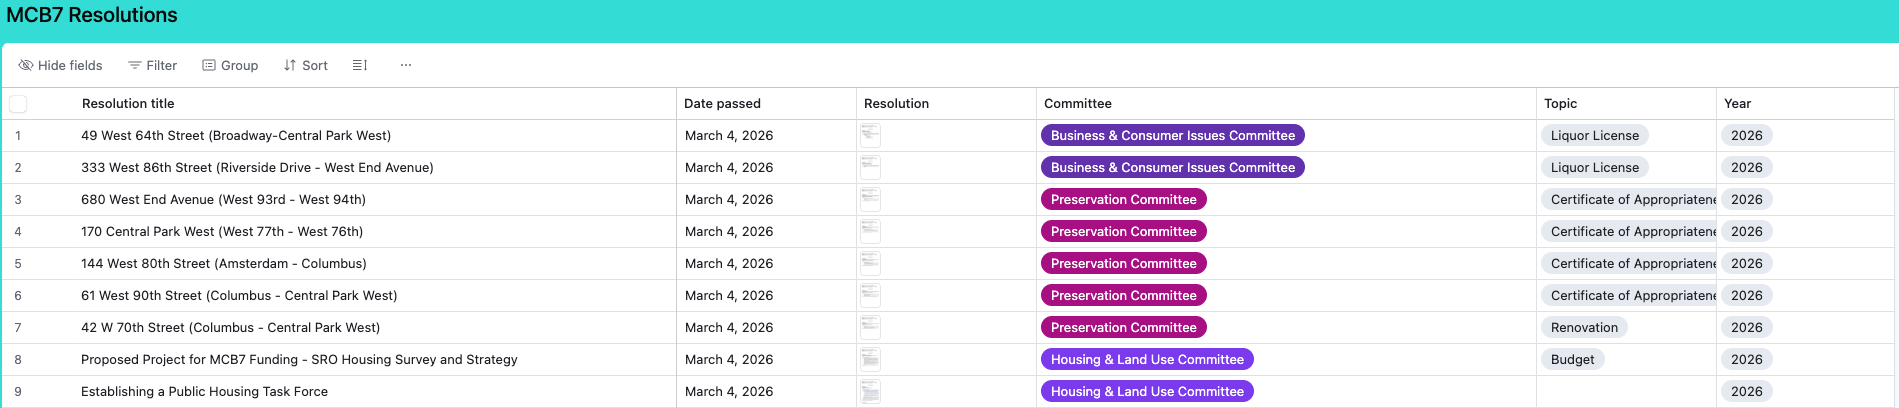 MCB7 Resolutions
Hide fields Filter Group Sort ...
Resolution title Date passed Resolution Committee Topic Year
1 49 West 64th Street (Broadway-Central Park West) March 4, 2026 Business & Consumer Issues Committee Liquor License 2026
2 333 West 86th Street (Riverside Drive - West End Avenue) March 4, 2026 Business & Consumer Issues Committee Liquor License 2026
3 680 West End Avenue (West 93rd - West 94th) March 4, 2026 Preservation Committee Certificate of Appropriatene 2026
4 170 Central Park West (West 77th - West 76th) March 4, 2026 Preservation Committee Certificate of Appropriatene 2026
5 144 West 80th Street (Amsterdam - Columbus) March 4, 2026 Preservation Committee Certificate of Appropriatene 2026
6 61 West 90th Street (Columbus - Central Park West) March 4, 2026 Preservation Committee Certificate of Appropriatene 2026
7 42 W 70th Street (Columbus - Central Park West) March 4, 2026 Preservation Committee Renovation 2026
8 Proposed Project for MCB7 Funding - SRO Housing Survey and Strategy March 4, 2026 Housing & Land Use Committee Budget 2026
9 Establishing a Public Housing Task Force March 4, 2026 Housing & Land Use Committee 2026